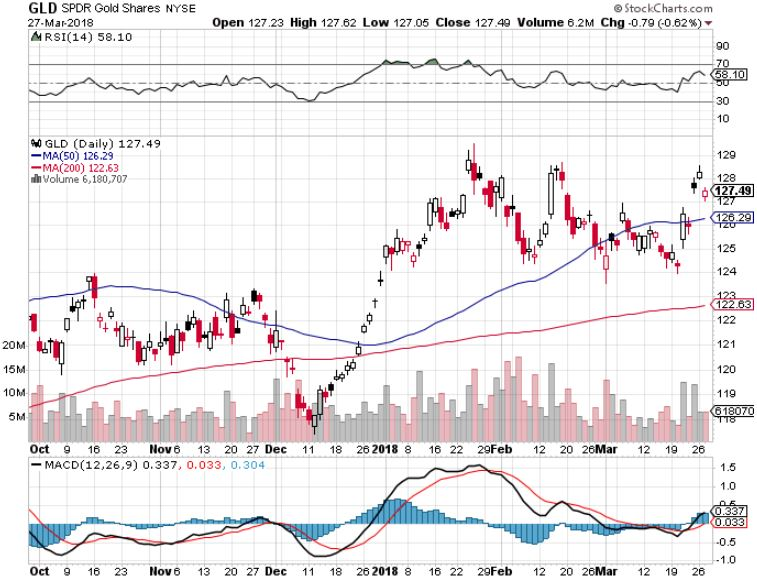 GLD SPDR Gold Shares NYSE © StockCharts.com
27-Mar-2018 Open 127.23 High 127.62 Low 127.05 Close 127.49 Volume 6.2M Chg -0.79 (-0.62%)
RSI(14) 58.10
90
70
58.10
50
30
10
GLD (Daily) 127.49
MA(50) 126.29
MA(200) 122.63
Volume 6,180,707
129
128
127.49
127
126.29
126
125
124
123
122.63
122
121
120
119
618070
118
20M
15M
10M
5M
Oct 9 16 23 Nov 6 13 20 27 Dec 11 18 26 2018 8 16 22 29 Feb 12 20 26 Mar 12 19 26
MACD(12,26,9) 0.337, 0.033, 0.304
1.5
1.0
0.5
0.337
0.033
-0.5
-1.0
0.5
0.0
-0.5
Oct 9 16 23 Nov 6 13 20 27 Dec 11 18 26 2018 8 16 22 29 Feb 12 20 26 Mar 12 19 26